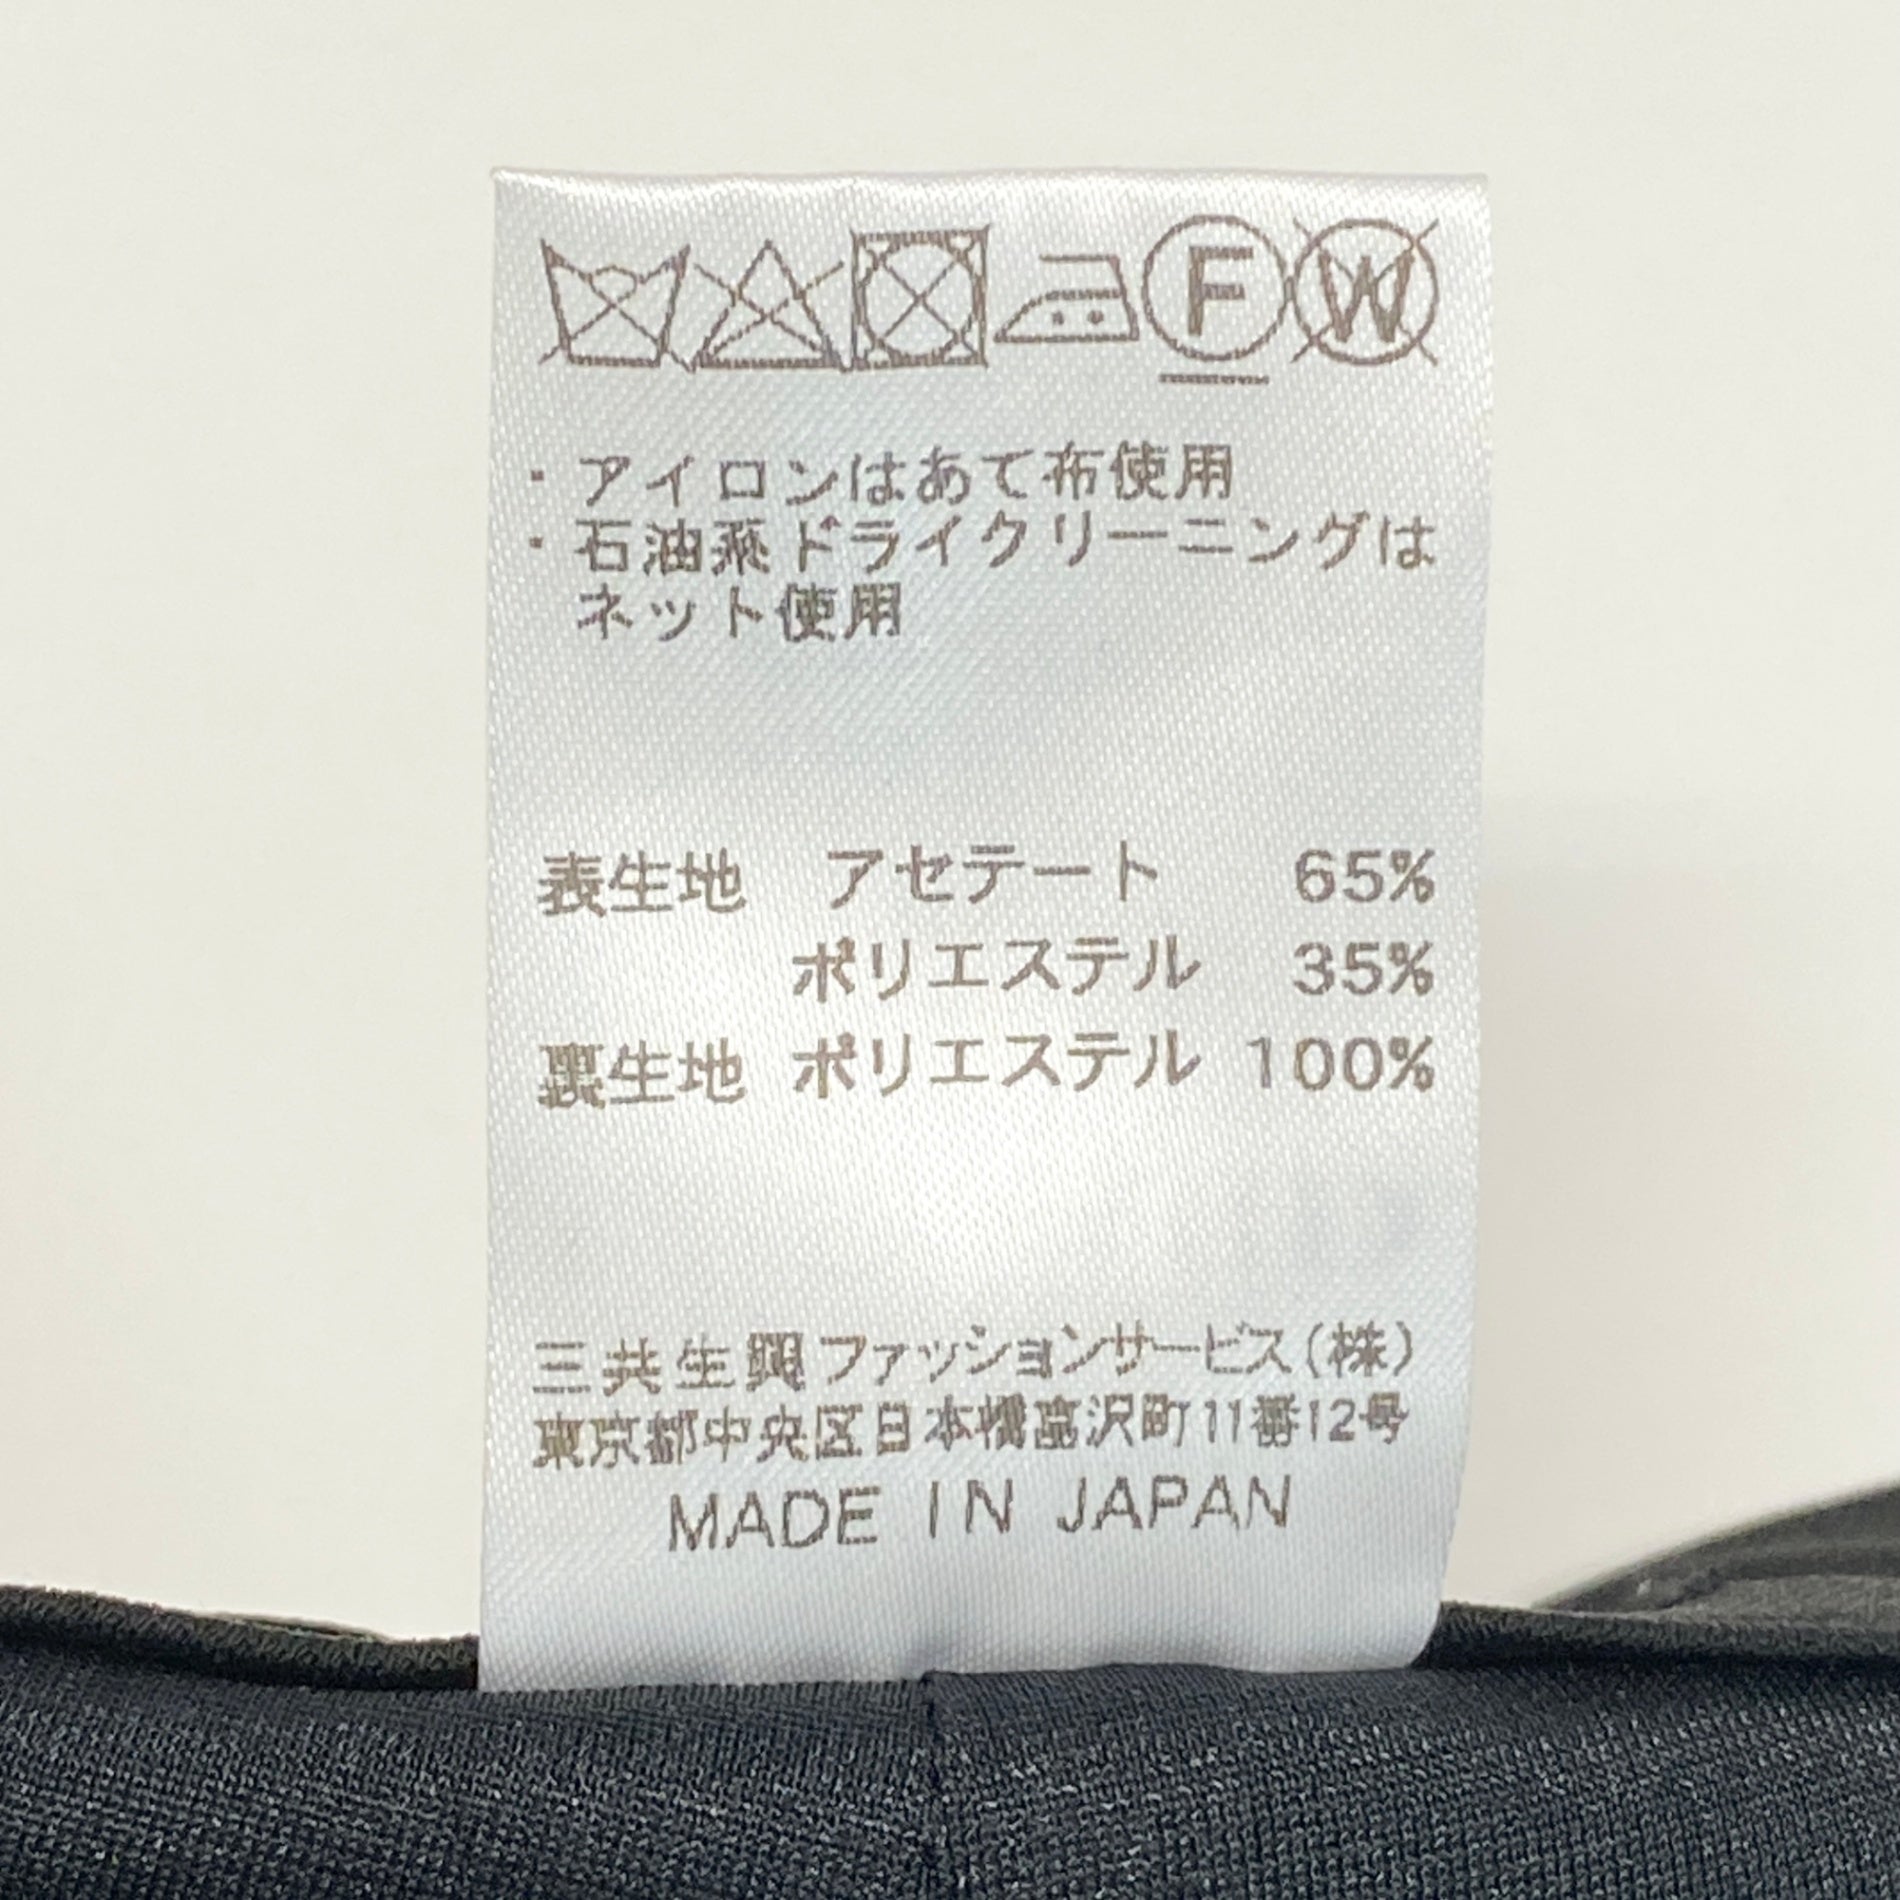 F W
・アイロンはあて布使用
・石油系ドライクリーニングは
ネット使用
表生地 アセテート 65%
ポリエステル 35%
裏生地 ポリエステル 100%
三共生興ファッションサービス(株)
東京都中央区日本橋富沢町11番12号
MADE IN JAPAN